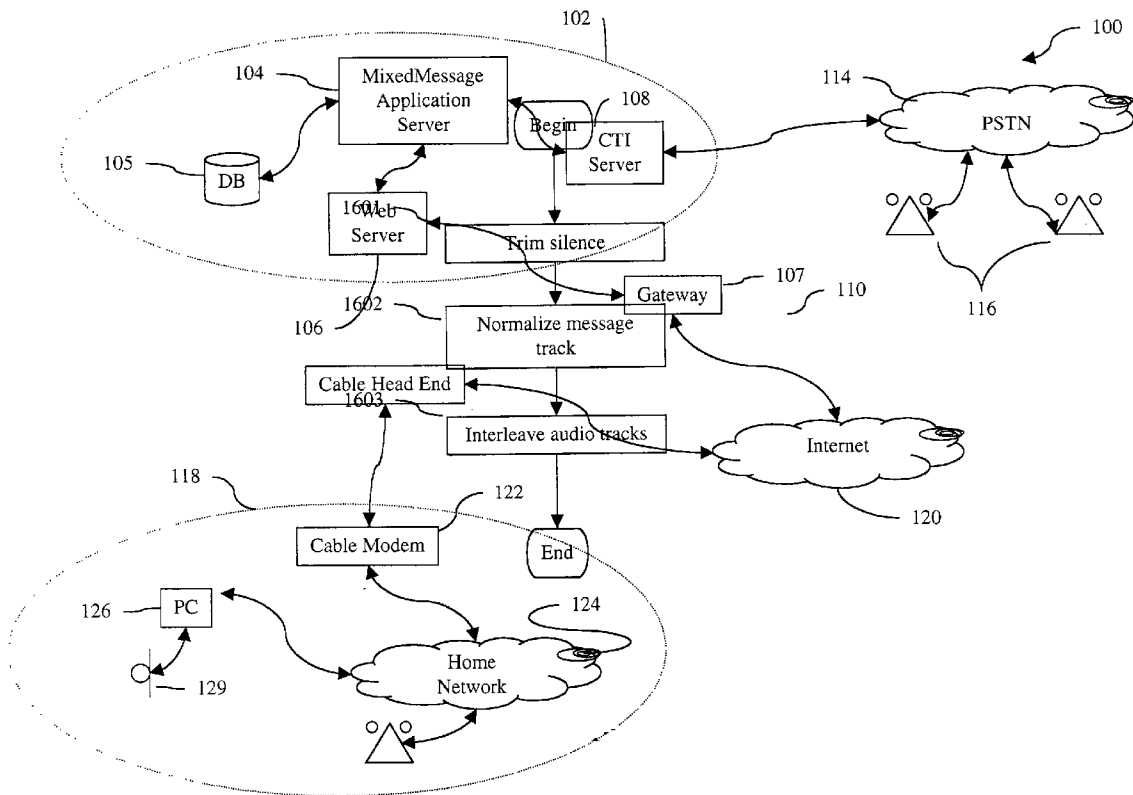 102
100
104
MixedMessage
Application
Server
108
114
Begin
CTI
Server
PSTN
105
DB
1601
Web
Server
Trim silence
107
Gateway
110
116
1602
106
Normalize message
track
Cable Head End
1603
Interleave audio tracks
Internet
118
122
120
Cable Modem
End
124
126
PC
Home
Network
129